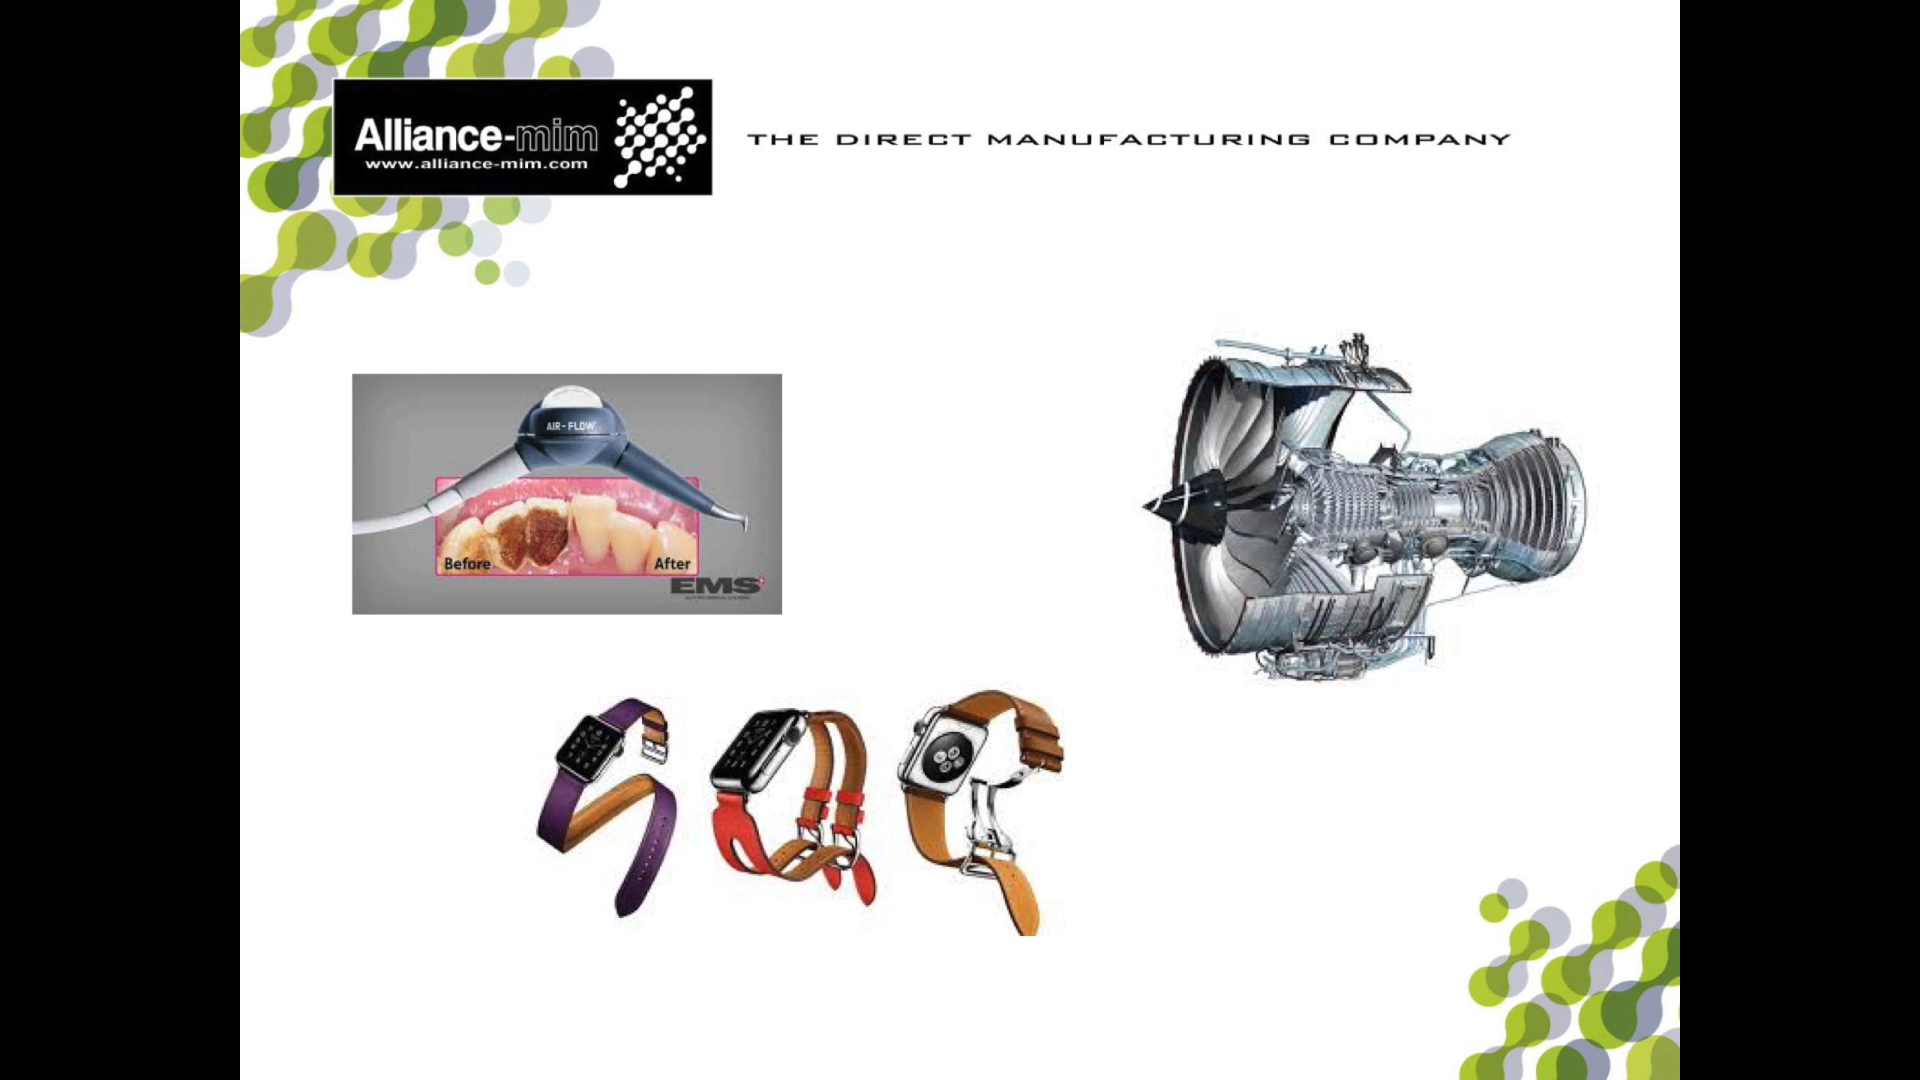 Alliance-mim
www.alliance-mim.com
THE DIRECT MANUFACTURING COMPANY
AIR-FLOW
Before
After
EMS